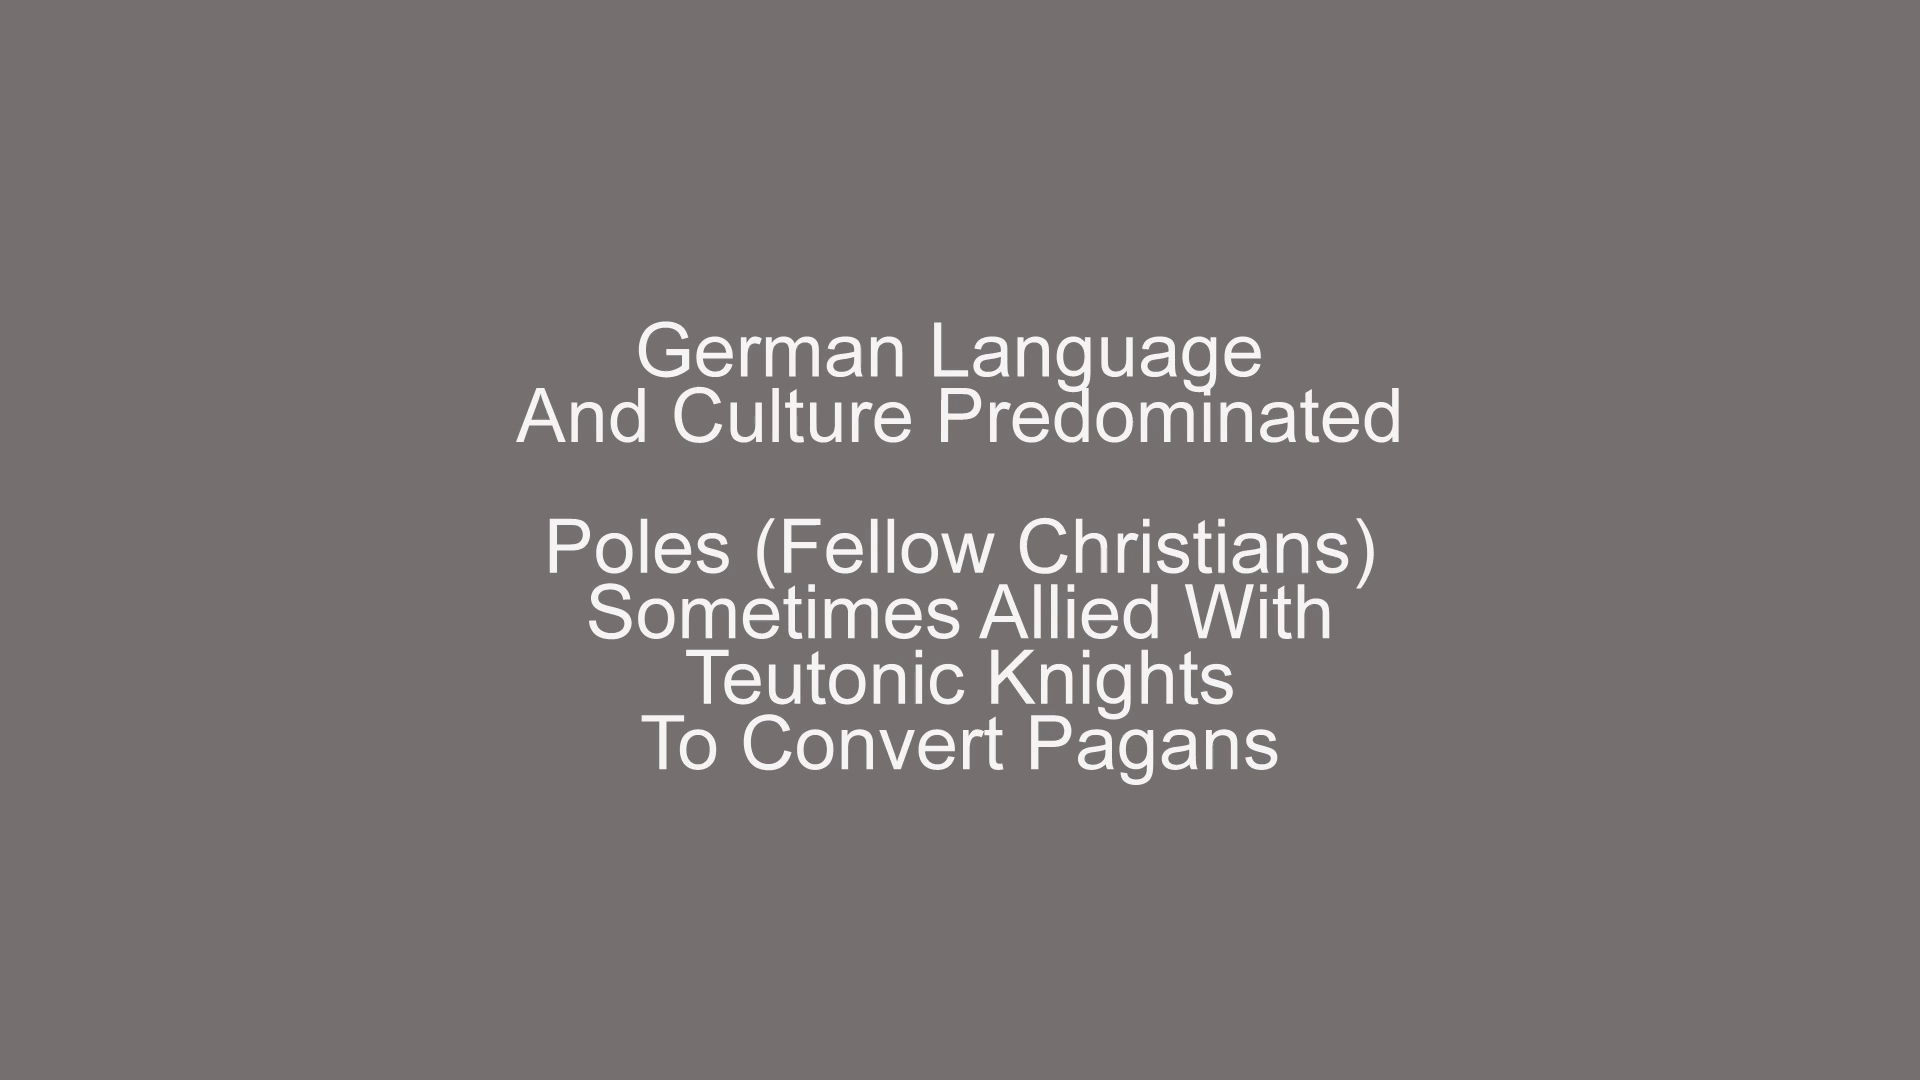 German Language
And Culture Predominated
Poles (Fellow Christians)
Sometimes Allied With
Teutonic Knights
To Convert Pagans